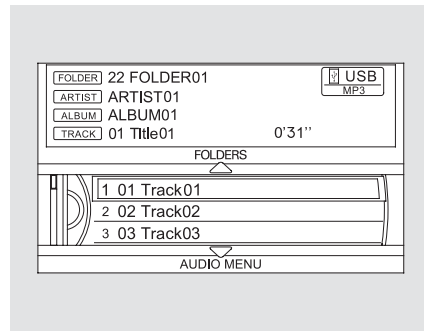 FOLDER 22 FOLDER01 USB
MP3
ARTIST ARTIST01
ALBUM ALBUM01
TRACK 01 TItle01 0'31''
FOLDERS
1 01 Track01
2 02 Track02
3 03 Track03
AUDIO MENU